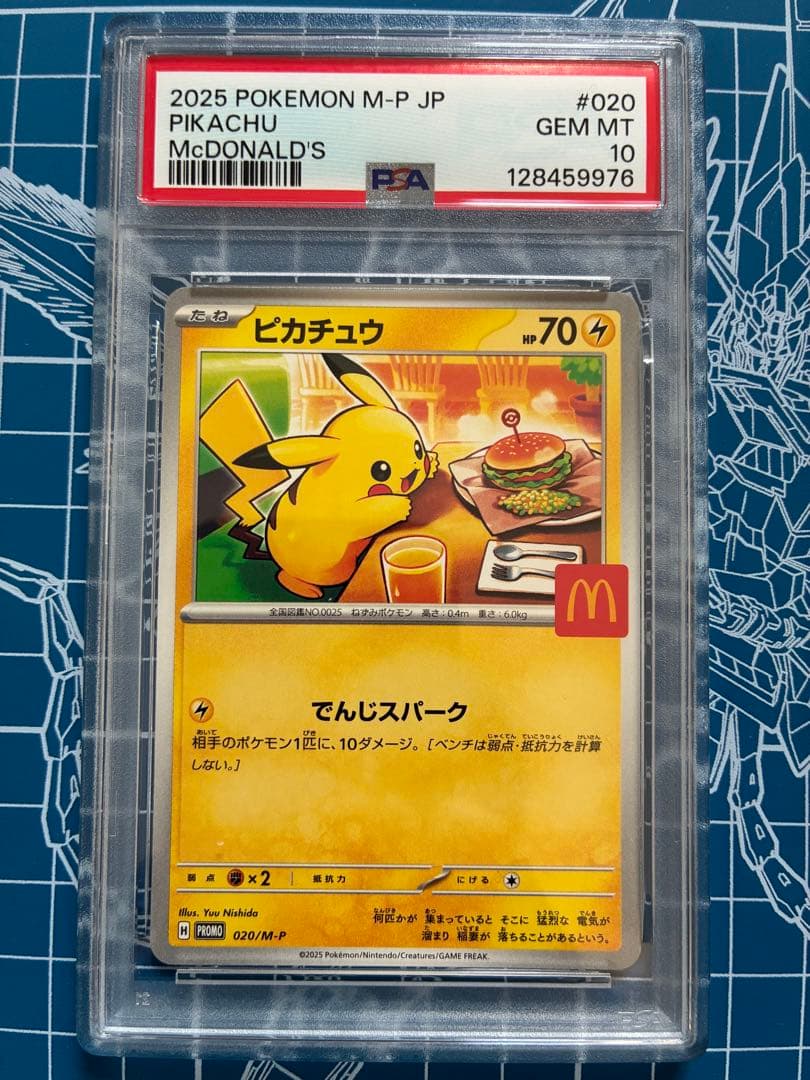 2025 POKEMON M-P JP #020
PIKACHU GEM MT
McDONALD'S 10
PSA 128459976
たね ピカチュウ HP70
全国図鑑NO.0025 ねずみポケモン 高さ:0.4m 重さ:6.0kg
でんじスパーク
相手のポケモン1匹に、10ダメージ。[ベンチは弱点・抵抗力を計算
しない。]
弱点 ×2 抵抗力 にげる
Illus. Yuu Nishida
何匹かが 集まっていると そこに 猛烈な 電気が
溜まり 稲妻が 落ちることがあるという。
H PROMO 020/M-P
©2025 Pokémon/Nintendo/Creatures/GAME FREAK.